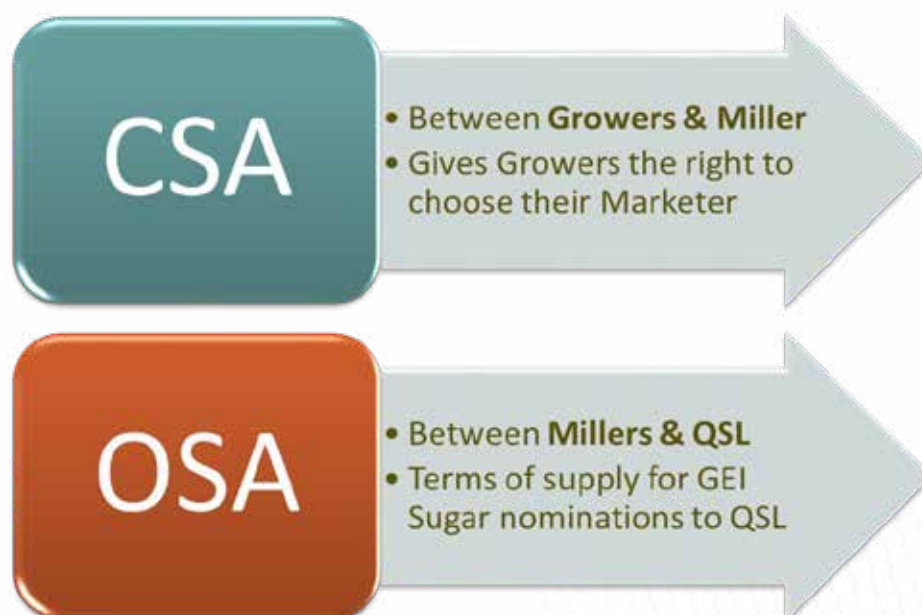 CSA
• Between Growers & Miller
• Gives Growers the right to
choose their Marketer
OSA
• Between Millers & QSL
• Terms of supply for GEI
Sugar nominations to QSL